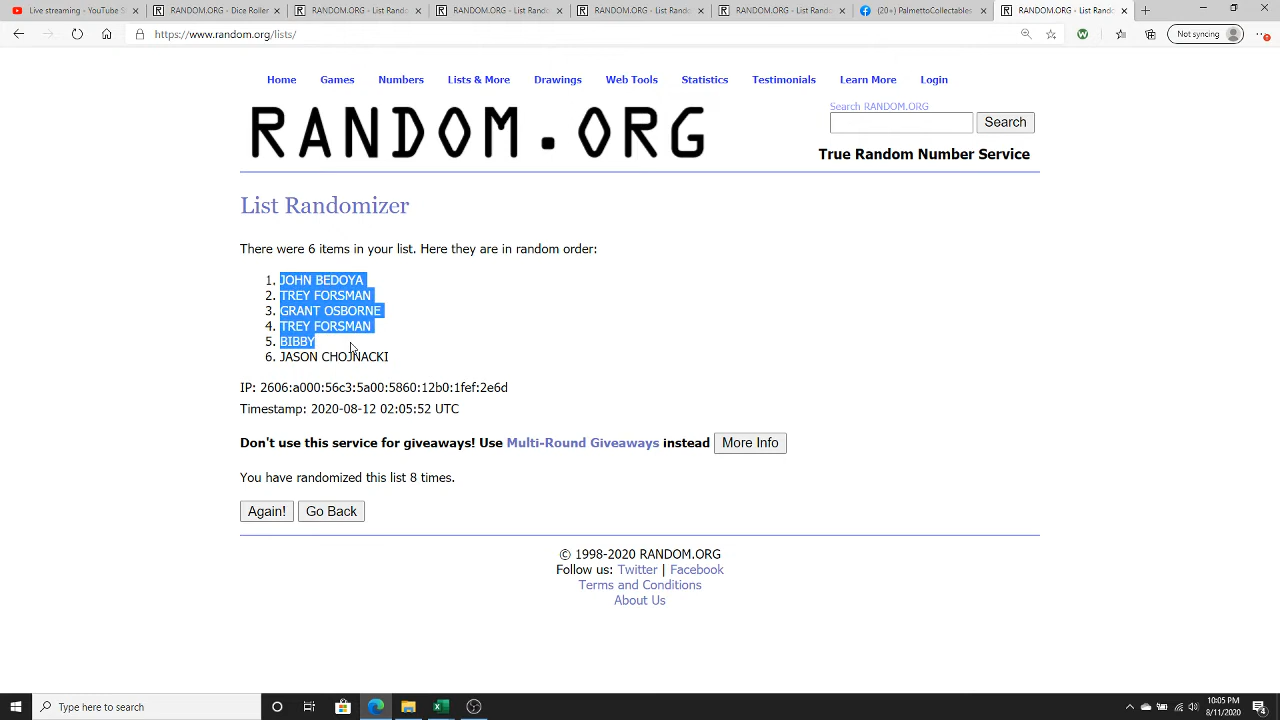 Live streaming - YouTube S
RANDOM.ORG - Dice Roller
RANDOM.ORG - List Rando
RANDOM.ORG - List Rando
RANDOM.ORG - List Rando
RANDOM.ORG - List Rando
(20+) PalmettoCollectables
RANDOM.ORG - List Rando
https://www.random.org/lists/
Not syncing
Home Games Numbers Lists & More Drawings Web Tools Statistics Testimonials Learn More Login
RANDOM.ORG
Search RANDOM.ORG
Search
True Random Number Service
List Randomizer
There were 6 items in your list. Here they are in random order:
1. JOHN BEDOYA
2. TREY FORSMAN
3. GRANT OSBORNE
4. TREY FORSMAN
5. BIBBY
6. JASON CHOJNACKI
IP: 2606:a000:56c3:5a00:5860:12b0:1fef:2e6d
Timestamp: 2020-08-12 02:05:52 UTC
Don't use this service for giveaways! Use Multi-Round Giveaways instead More Info
You have randomized this list 8 times.
Again! Go Back
© 1998-2020 RANDOM.ORG
Follow us: Twitter | Facebook
Terms and Conditions
About Us
Type here to search
10:05 PM
8/11/2020
4